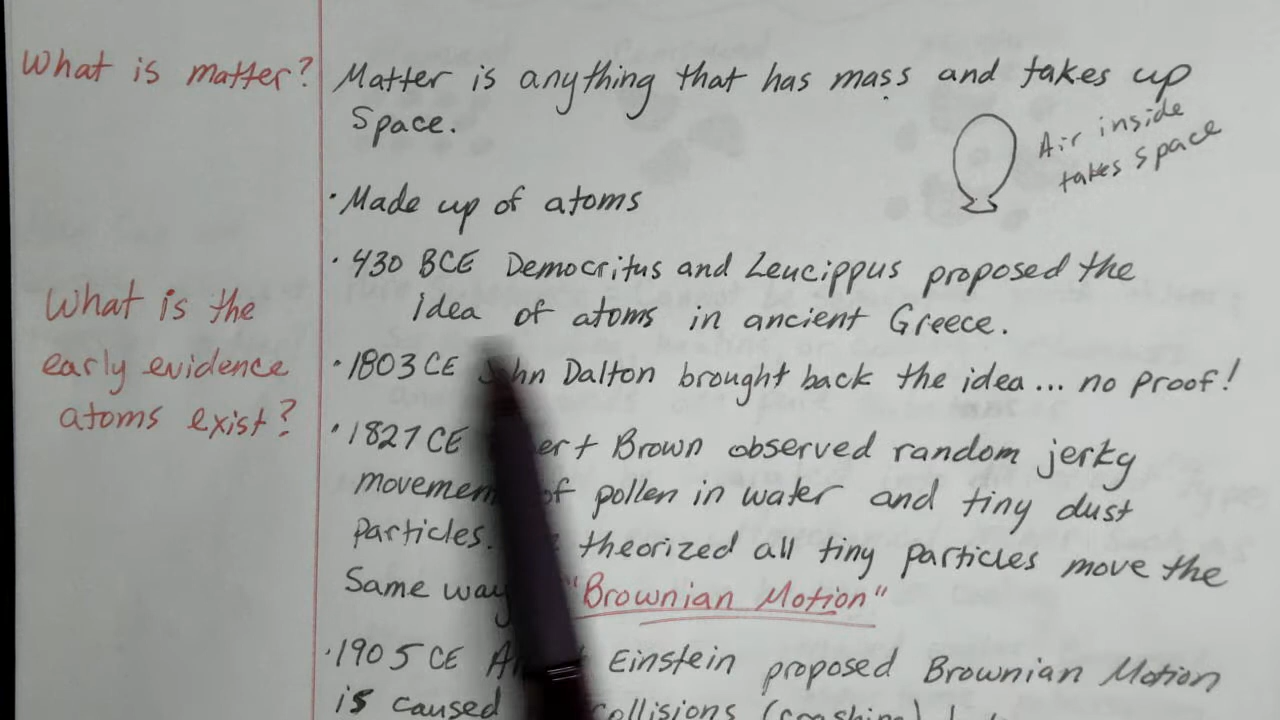 What is matter?
Matter is anything that has mass and takes up
Space.
Air inside
takes space
• Made up of atoms
• 430 BCE Democritus and Leucippus proposed the
idea of atoms in ancient Greece.
What is the
early evidence
atoms exist?
• 1803 CE John Dalton brought back the idea... no proof!
• 1827 CE Brown observed random jerky
movement of pollen in water and tiny dust
Particles. theorized all tiny particles move the
Same way "Brownian Motion"
• 1905 CE Einstein proposed Brownian Motion
is caused collisions (crashing)